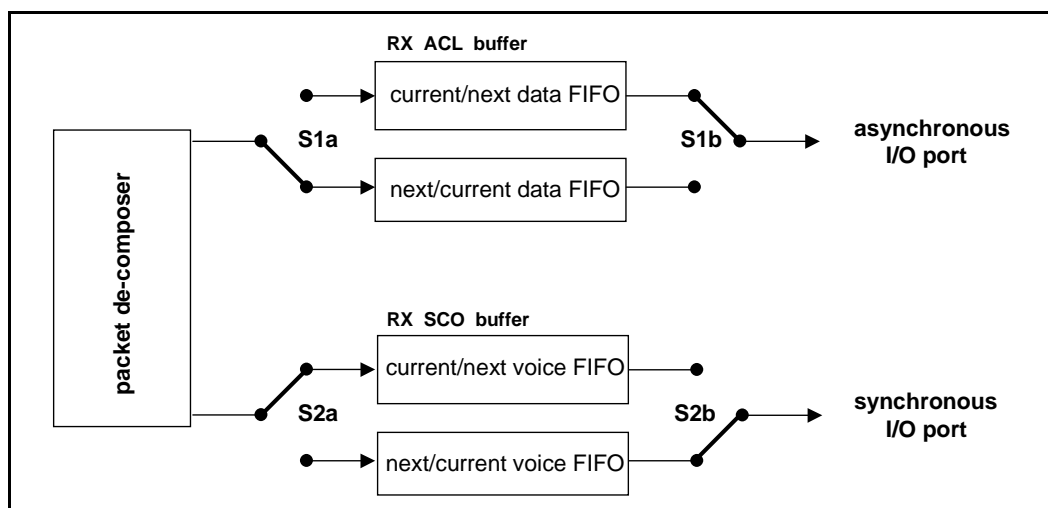 RX ACL buffer
current/next data FIFO
S1a
S1b
asynchronous
I/O port
next/current data FIFO
packet de-composer
RX SCO buffer
current/next voice FIFO
S2a
S2b
synchronous
I/O port
next/current voice FIFO